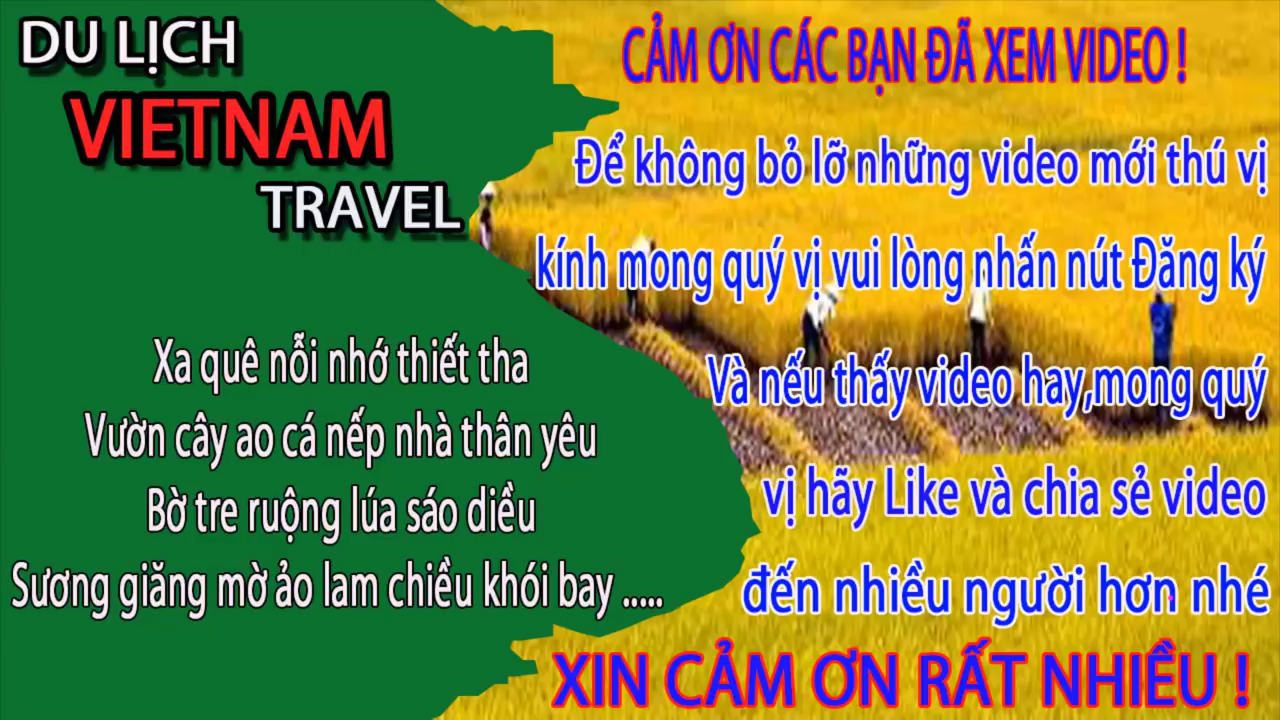 DU LỊCH
VIETNAM
TRAVEL
Xa quê nỗi nhớ thiết tha
Vườn cây ao cá nếp nhà thân yêu
Bờ tre ruộng lúa sáo diều
Sương giăng mờ ảo lam chiều khói bay .....
CẢM ƠN CÁC BẠN ĐÃ XEM VIDEO !
Để không bỏ lỡ những video mới thú vị
kính mong quý vị vui lòng nhấn nút Đăng ký
Và nếu thấy video hay,mong quý
vị hãy Like và chia sẻ video
đến nhiều người hơn nhé
XIN CẢM ƠN RẤT NHIỀU !